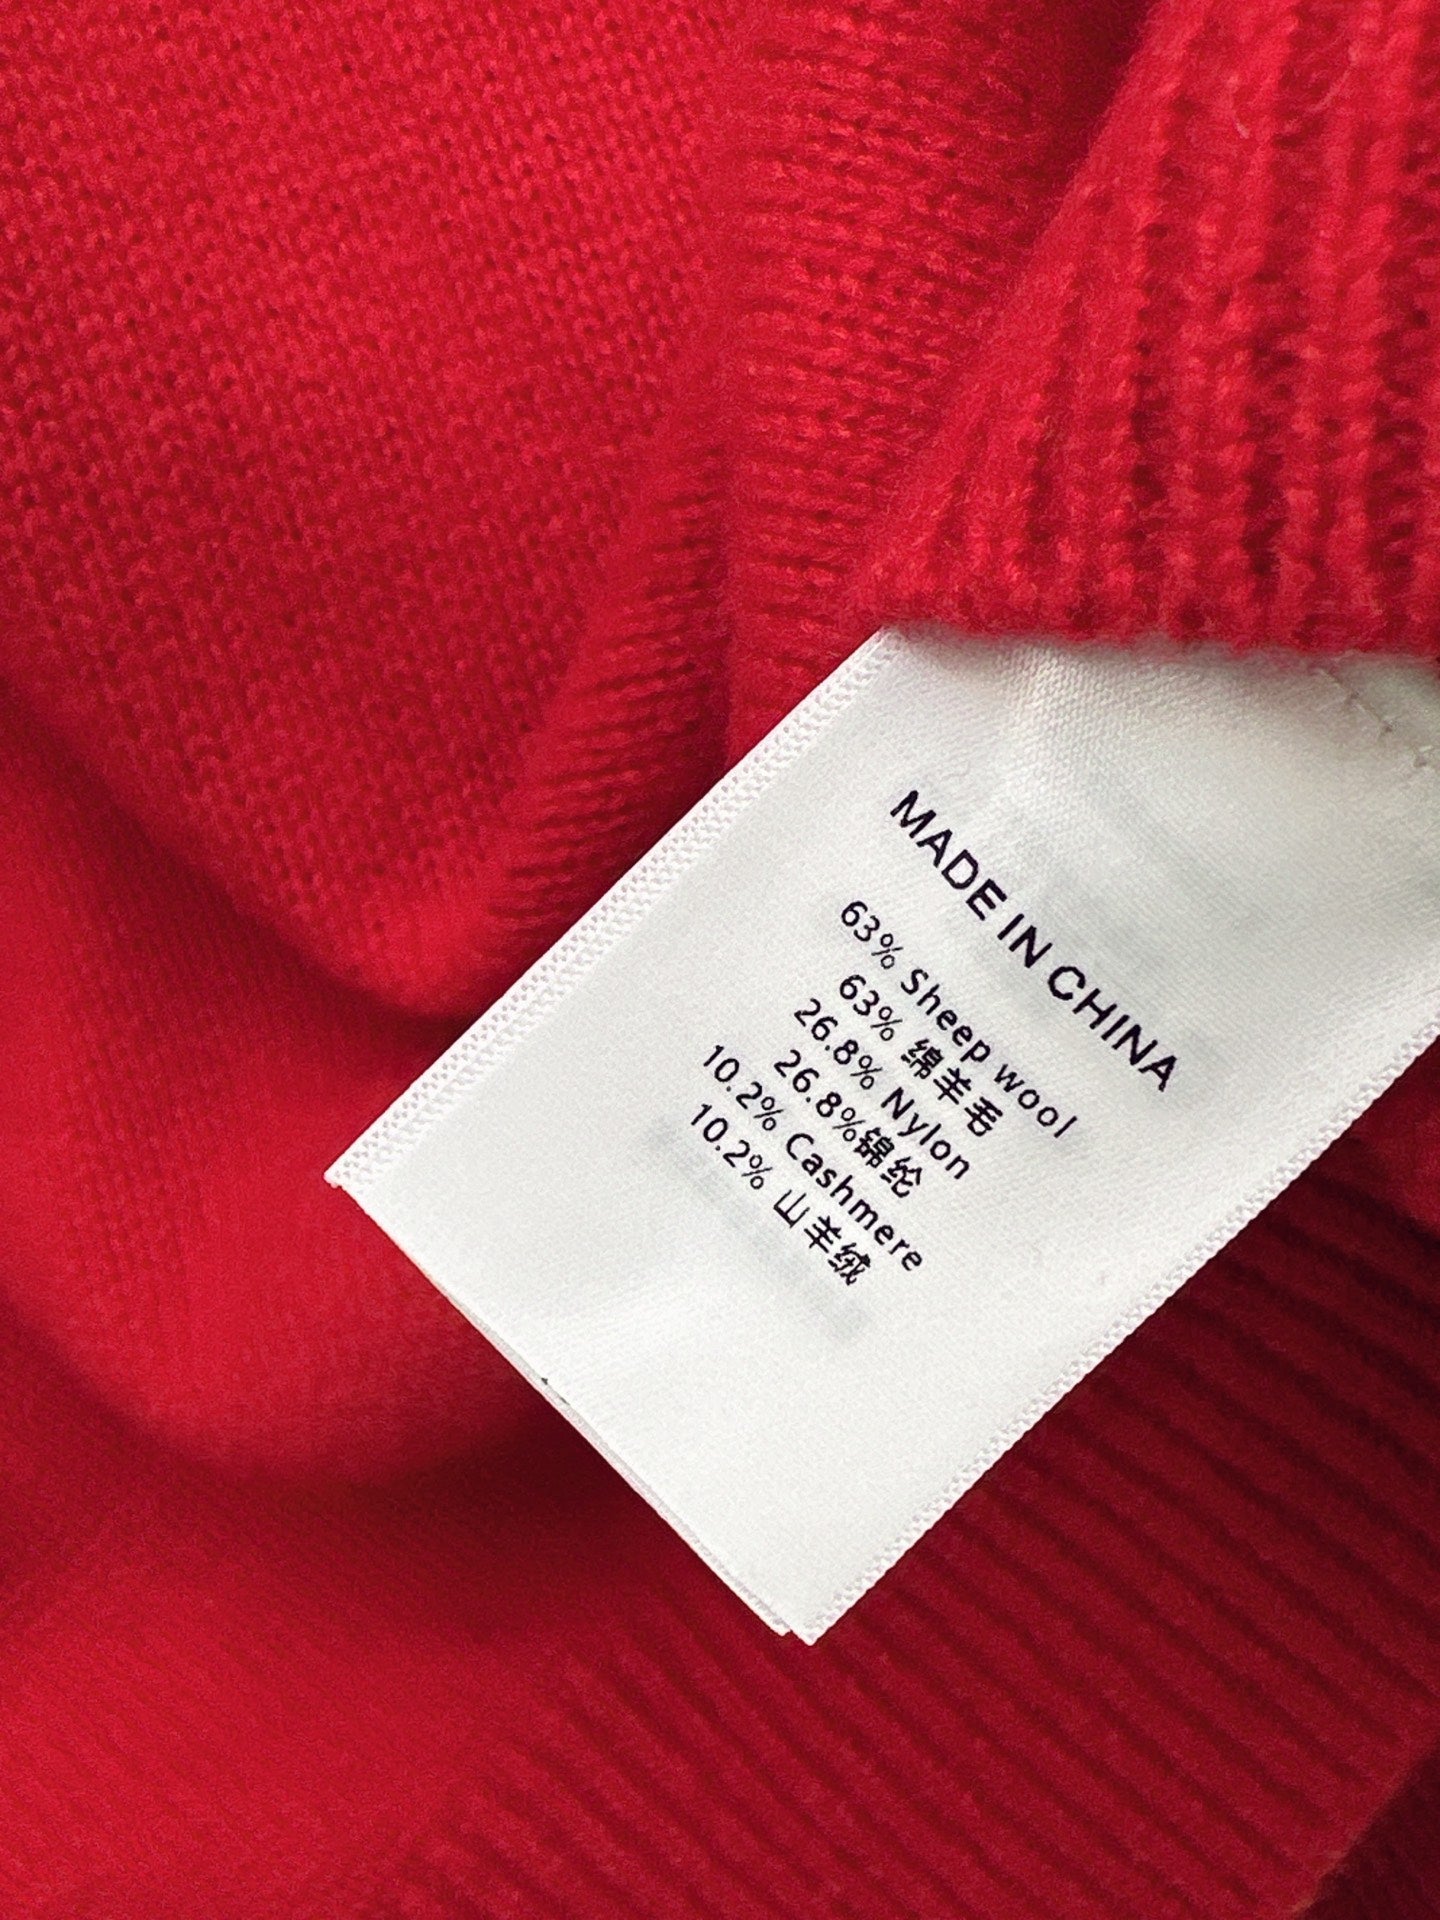 MADE IN CHINA
63% Sheep wool
63% 绵羊毛
26.8% Nylon
26.8%锦纶
10.2% Cashmere
10.2% 山羊绒